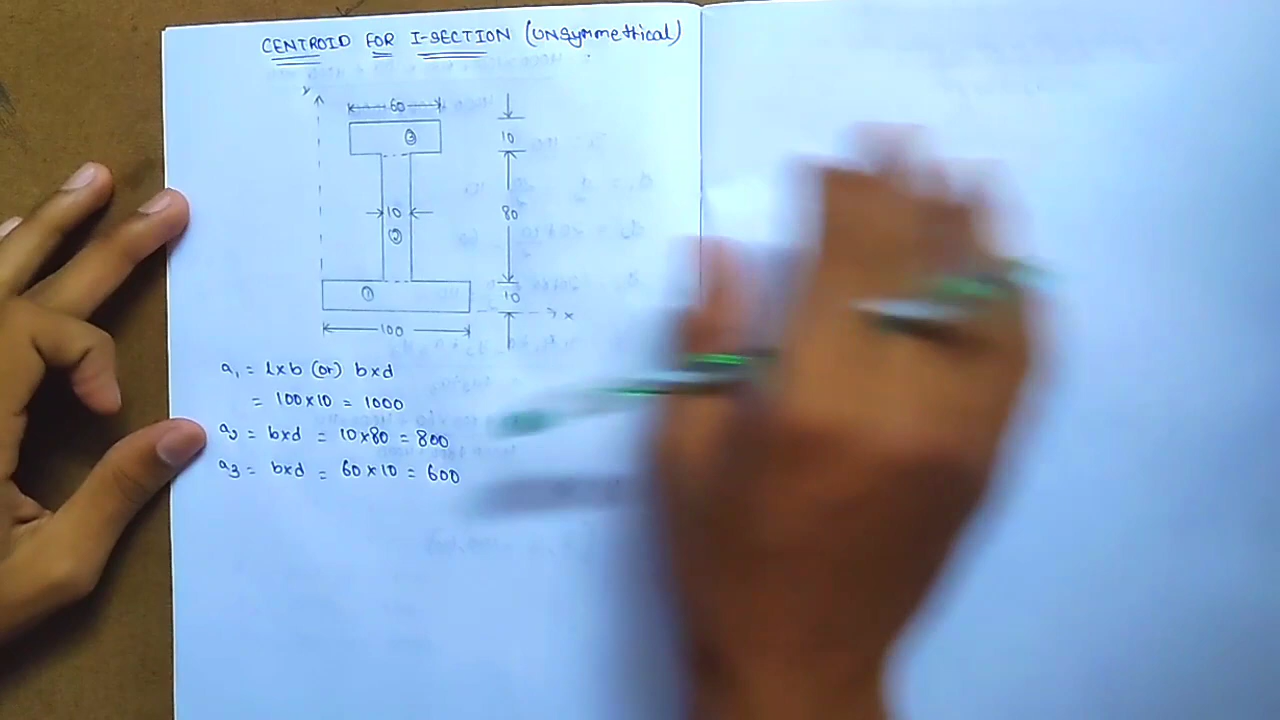 CENTROID FOR I-SECTION (UNSymmetrical)
Y
60
③
10
10
80
②
①
10
x
100
a₁ = l×b (or) b×d
= 100×10 = 1000
a₂ = b×d = 10×80 = 800
a₃ = b×d = 60×10 = 600